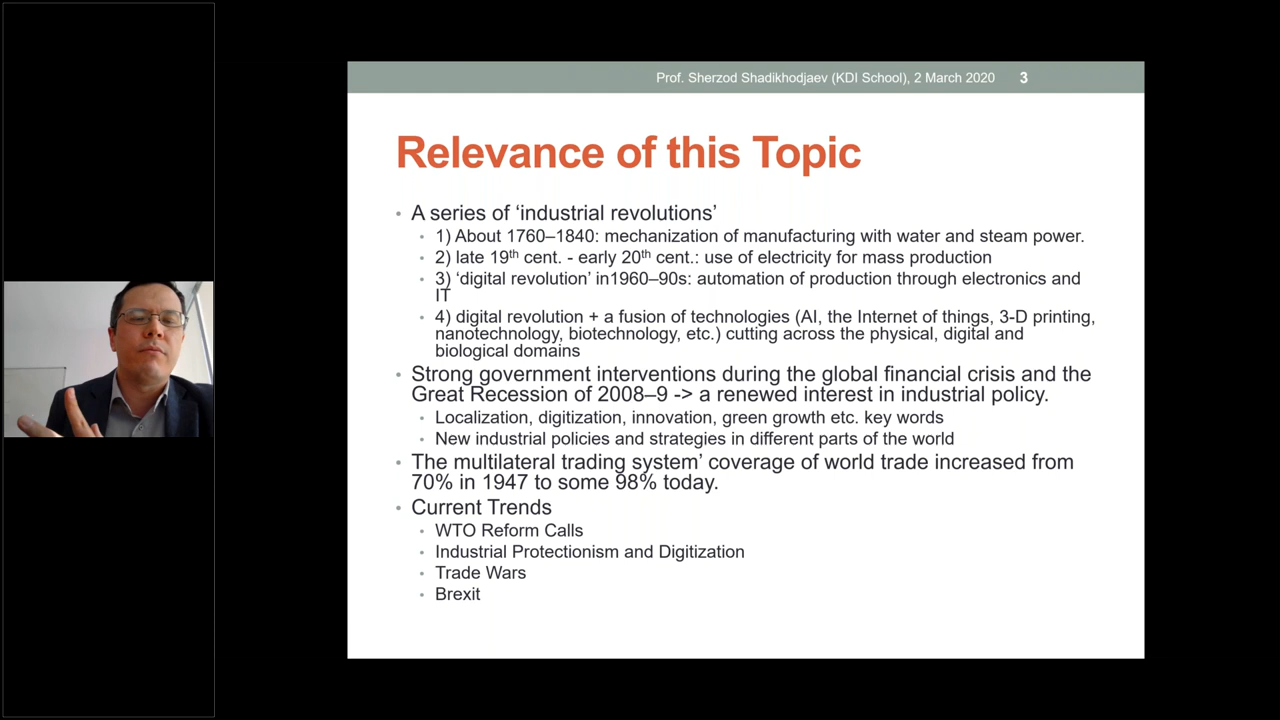 Prof. Sherzod Shadikhodjaev (KDI School), 2 March 2020 3
Relevance of this Topic
• A series of ‘industrial revolutions’
• 1) About 1760–1840: mechanization of manufacturing with water and steam power.
• 2) late 19th cent. - early 20th cent.: use of electricity for mass production
• 3) ‘digital revolution’ in1960–90s: automation of production through electronics and
IT
• 4) digital revolution + a fusion of technologies (AI, the Internet of things, 3-D printing,
nanotechnology, biotechnology, etc.) cutting across the physical, digital and
biological domains
• Strong government interventions during the global financial crisis and the
Great Recession of 2008–9 -> a renewed interest in industrial policy.
• Localization, digitization, innovation, green growth etc. key words
• New industrial policies and strategies in different parts of the world
• The multilateral trading system’ coverage of world trade increased from
70% in 1947 to some 98% today.
• Current Trends
• WTO Reform Calls
• Industrial Protectionism and Digitization
• Trade Wars
• Brexit